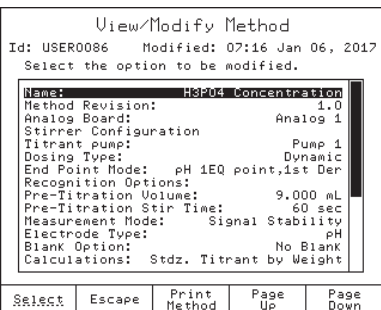 View/Modify Method
Id: USER0086 Modified: 07:16 Jan 06, 2017
Select the option to be modified.
Name: H3PO4 Concentration
Method Revision: 1.0
Analog Board: Analog 1
Stirrer Configuration
Titrant pump: Pump 1
Dosing Type: Dynamic
End Point Mode: pH 1EQ point,1st Der
Recognition Options:
Pre-Titration Volume: 9.000 mL
Pre-Titration Stir Time: 60 sec
Measurement Mode: Signal Stability
Electrode Type: pH
Blank Option: No Blank
Calculations: Stdz. Titrant by Weight
Select Escape Print Method Page Up Page Down